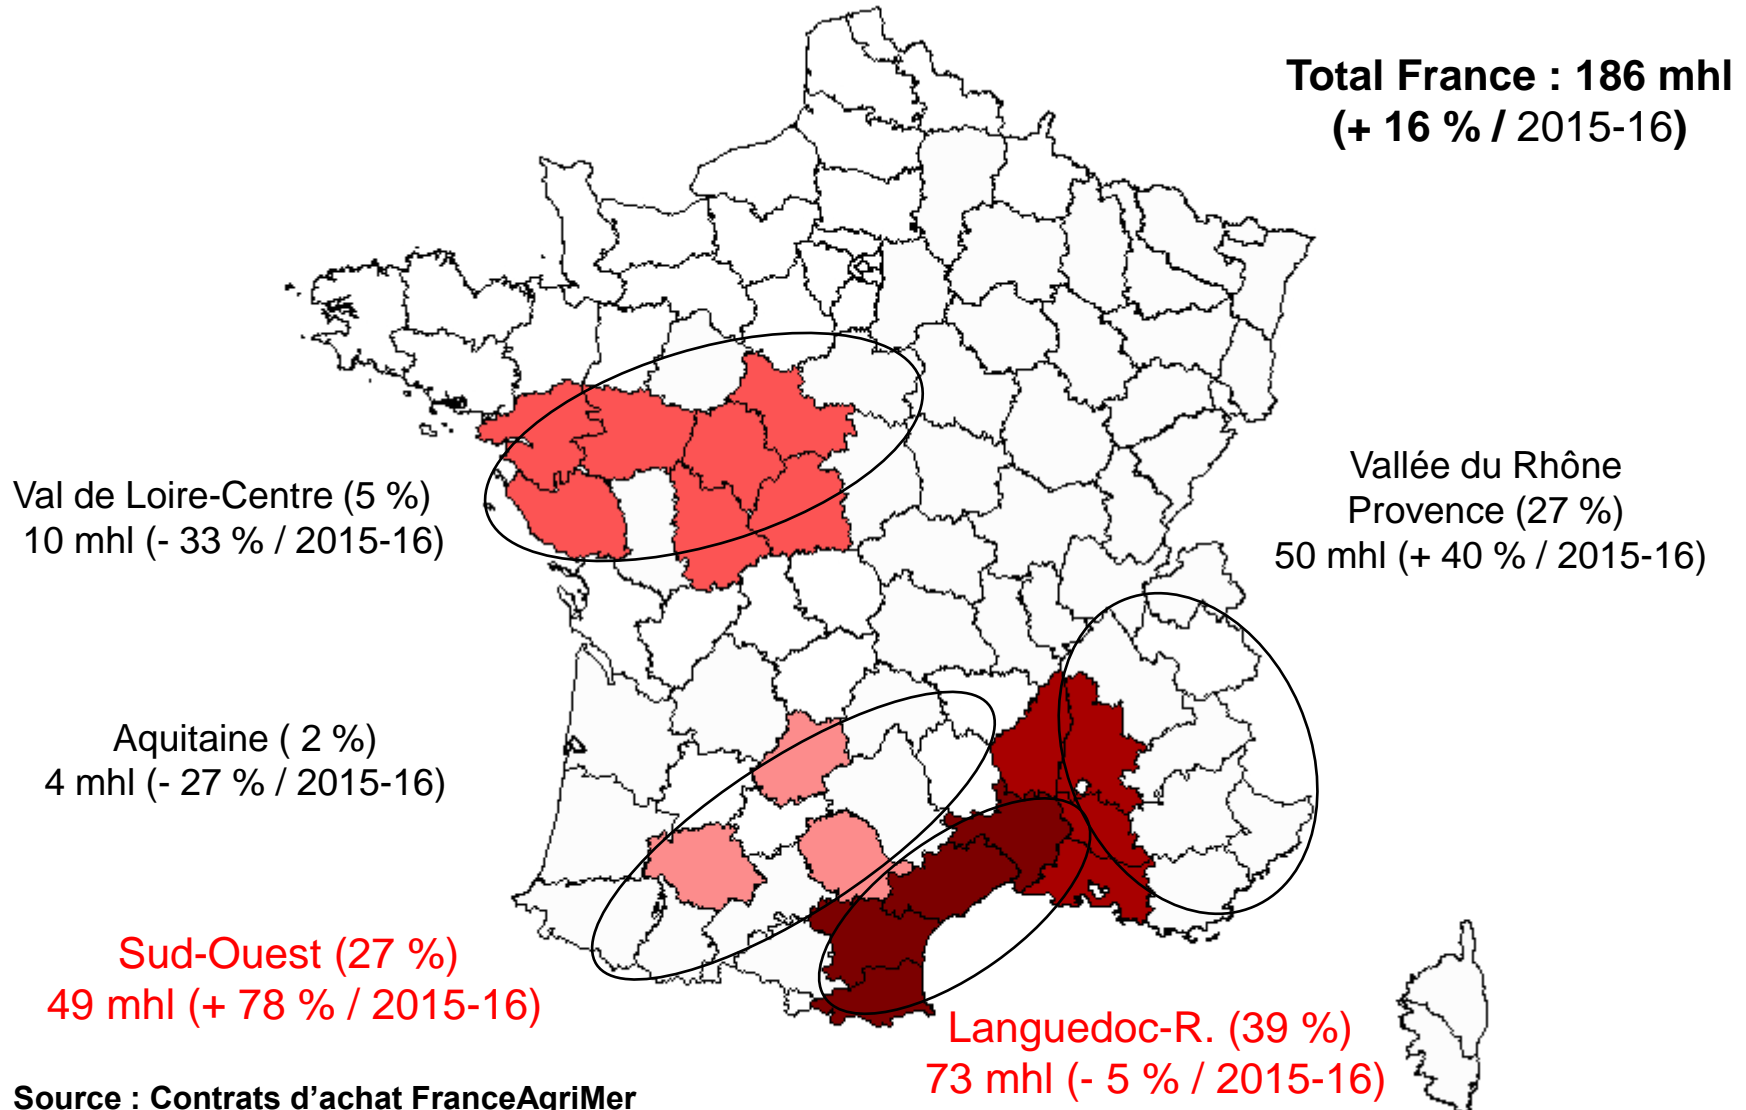 Total France : 186 mhl
(+ 16 % / 2015-16)
Vallée du Rhône
Provence (27 %)
50 mhl (+ 40 % / 2015-16)
Val de Loire-Centre (5 %)
10 mhl (- 33 % / 2015-16)
Aquitaine ( 2 %)
4 mhl (- 27 % / 2015-16)
Sud-Ouest (27 %)
49 mhl (+ 78 % / 2015-16)
Languedoc-R. (39 %)
73 mhl (- 5 % / 2015-16)
Source : Contrats d'achat FranceAgriMer